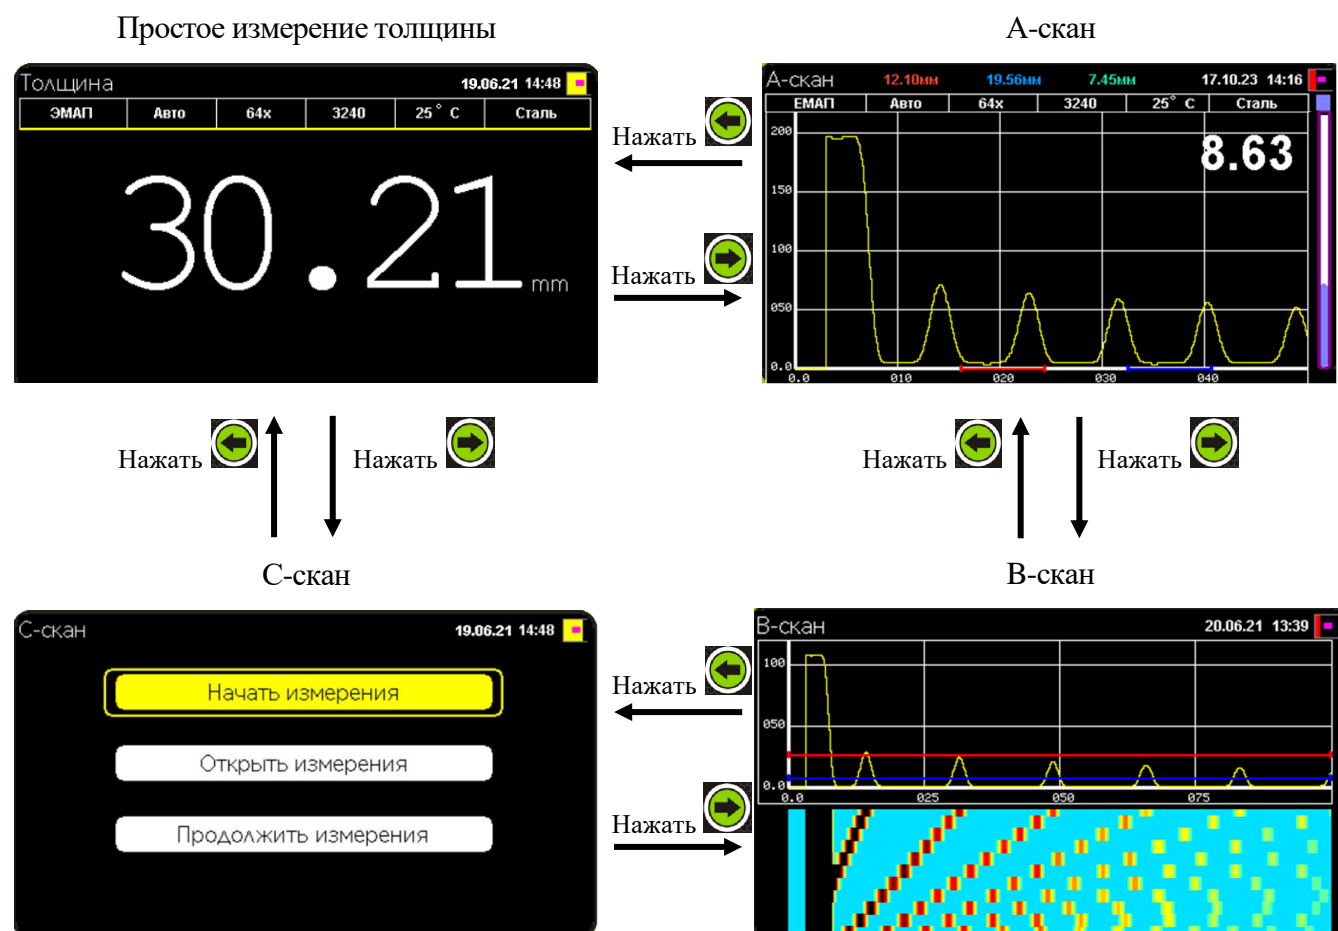 Простое измерение толщины
А-скан
Толщина 19.06.21 14:48
ЭМАП Авто 64x 3240 25° C Сталь
30.21 mm
Нажать
Нажать
А-скан 12.10мм 19.56мм 7.45мм 17.10.23 14:16
ЕМАП Авто 64x 3240 25° C Сталь
8.63
200
150
100
050
0.0
0.0 010 020 030 040
Нажать
Нажать
Нажать
Нажать
С-скан
В-скан
С-скан 19.06.21 14:48
Начать измерения
Открыть измерения
Продолжить измерения
Нажать
Нажать
В-скан 20.06.21 13:39
100
050
0.0
0.0 025 050 075